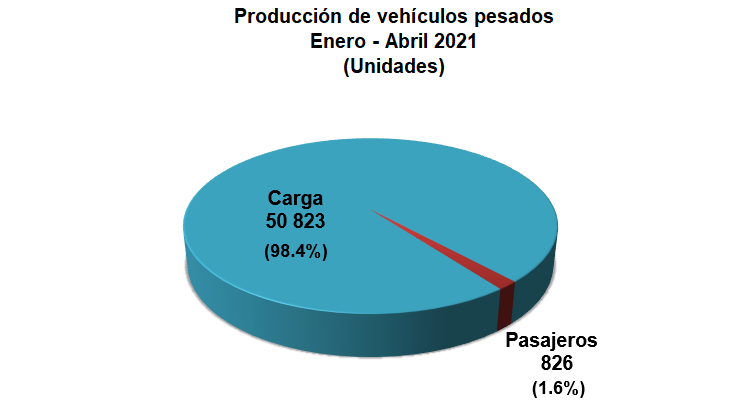 Producción de vehículos pesados
Enero - Abril 2021
(Unidades)
Carga
50 823
(98.4%)
Pasajeros
826
(1.6%)